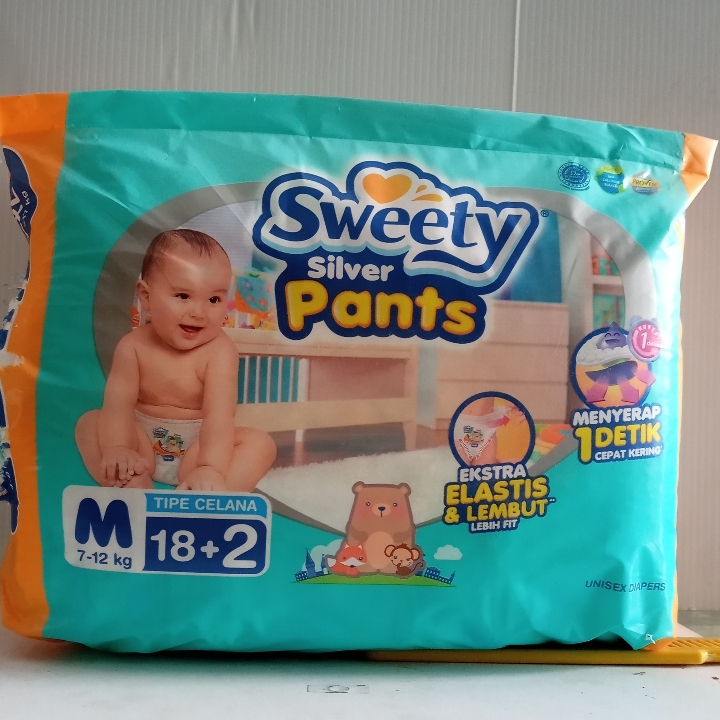 Sweety®
Silver
Pants
MENYERAP
1 DETIK
CEPAT KERING
EKSTRA
ELASTIS
& LEMBUT
LEBIH FIT
TIPE CELANA
M
7-12 kg
18+2
UNISEX DIAPERS